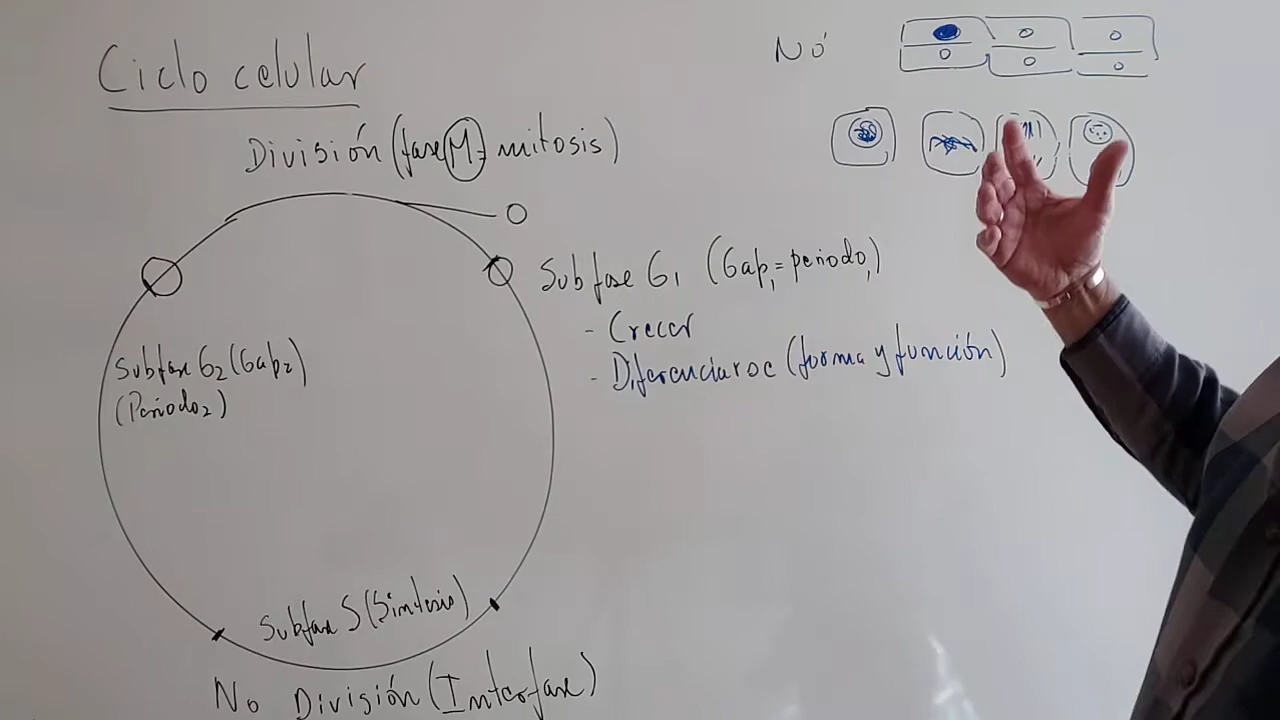 Ciclo celular
NO
División (fase M = mitosis)
Subfase G1 (Gap1 = periodo1)
- Crecer
- Diferenciarse (forma y función)
Subfase G2 (Gap2)
(Periodo2)
Subfase S (Síntesis)
No División (Interfase)